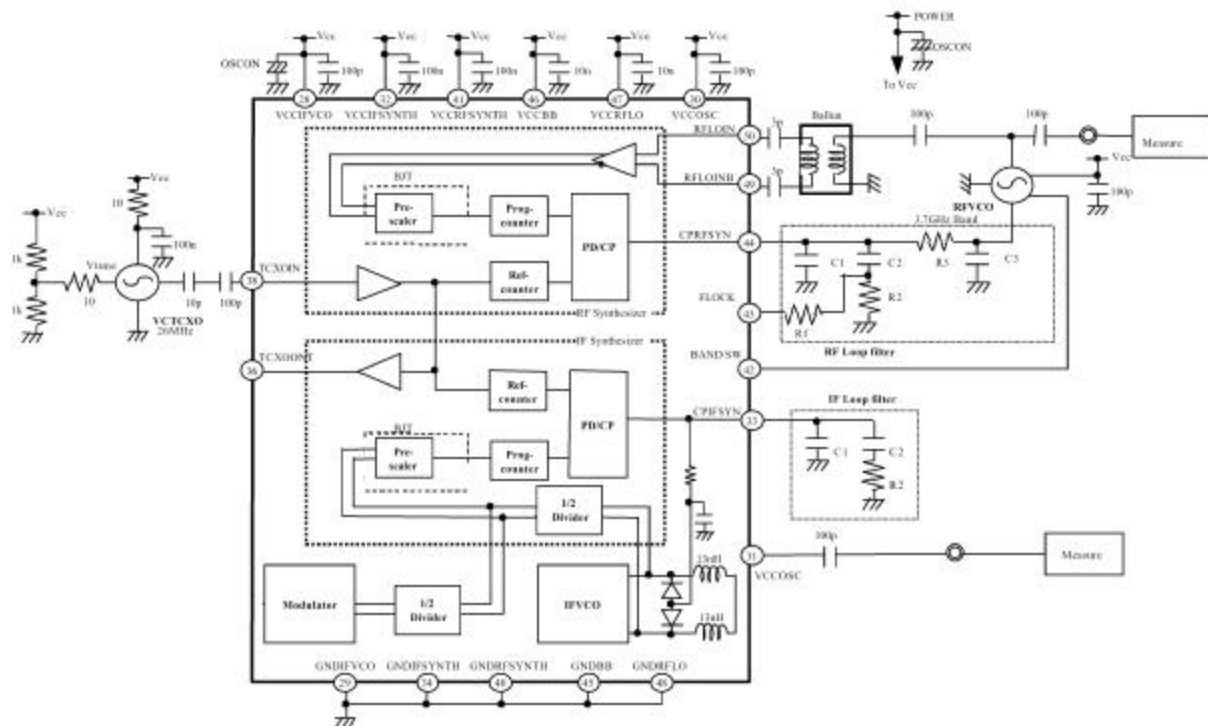 POWER
OSCON
To Vcc
Vcc
Vcc
Vcc
Vcc
Vcc
Vcc
OSCON
100p
100n
100n
10n
10n
100p
28
32
41
46
47
30
VCCIFVCO
VCCIFSYNTH
VCCRFSYNTH
VCCBB
VCCRFLO
VCCOSC
RFLOIN
50
3p
Ballun
100p
100p
Measure
RFLOINB
49
3p
Vcc
100p
RFVCO
3.7GHz Band
BJT
Pre-
scaler
Prog-
counter
PD/CP
CPRFSYN
44
C1
C2
R3
C3
R2
Vcc
10
Vcc
100n
1k
Vtune
10
1k
VCTCXO
26MHz
10p
100p
TCXOIN
38
Ref-
counter
RF Synthesizer
FLOCK
43
Rf
RF Loop filter
IF Synthesizer
TCXOONT
36
BAND SW
42
Ref-
counter
PD/CP
CPIFSYN
33
IF Loop filter
C1
C2
R2
BJT
Pre-
scaler
Prog-
counter
1/2
Divider
31
VCCOSC
100p
Measure
Modulator
1/2
Divider
IFVCO
13nH
13nH
GNDIFVCO
GNDIFSYNTH
GNDRFSYNTH
GNDBB
GNDRFLO
29
34
40
45
48